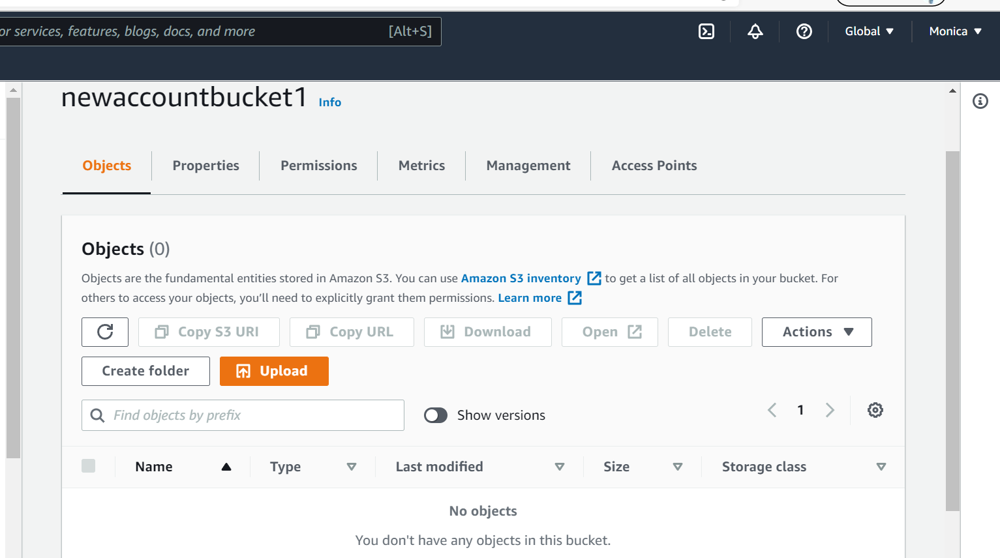 or services, features, blogs, docs, and more [Alt+S] Global Monica
newaccountbucket1 Info
Objects Properties Permissions Metrics Management Access Points
Objects (0)
Objects are the fundamental entities stored in Amazon S3. You can use Amazon S3 inventory to get a list of all objects in your bucket. For
others to access your objects, you’ll need to explicitly grant them permissions. Learn more
Copy S3 URI Copy URL Download Open Delete Actions
Create folder Upload
Find objects by prefix Show versions 1
Name Type Last modified Size Storage class
No objects
You don't have any objects in this bucket.